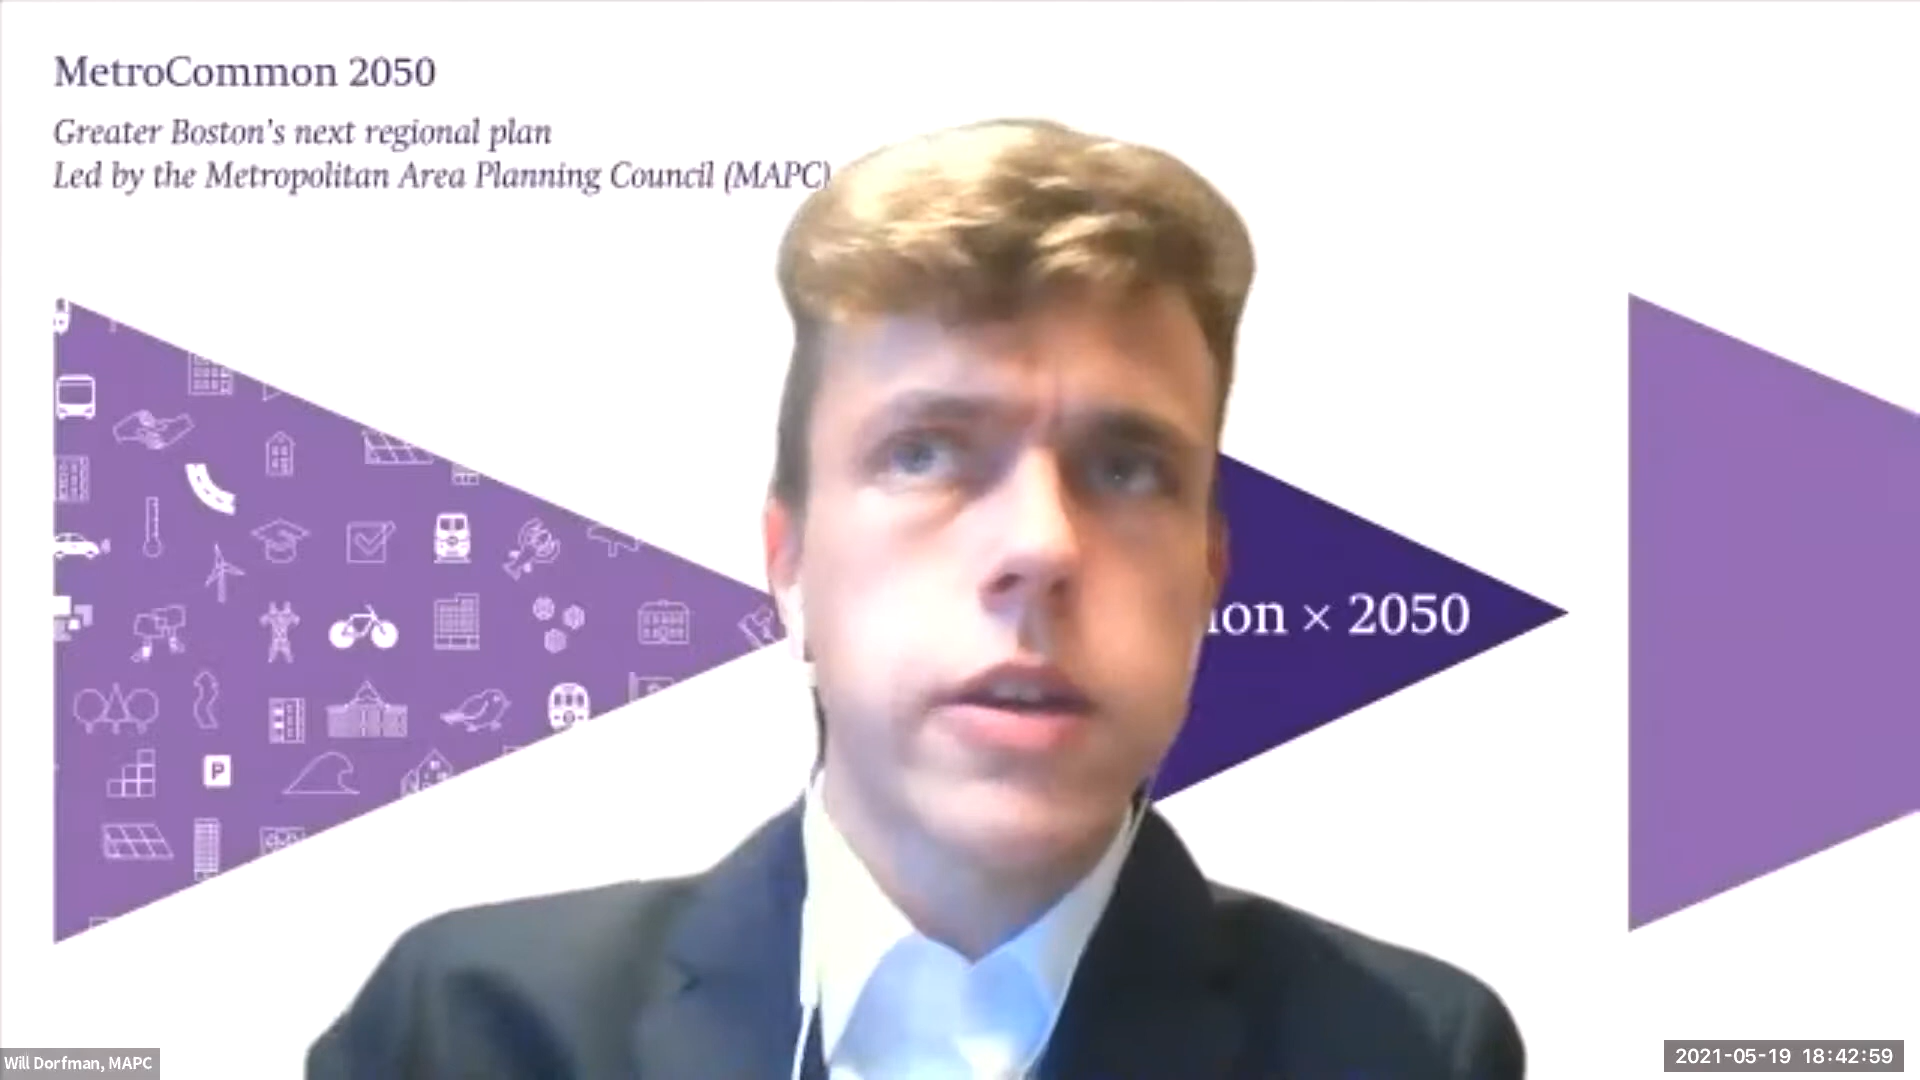 MetroCommon 2050
Greater Boston's next regional plan
Led by the Metropolitan Area Planning Council (MAPC)
× 2050
P
Will Dorfman, MAPC
2021-05-19 18:42:59